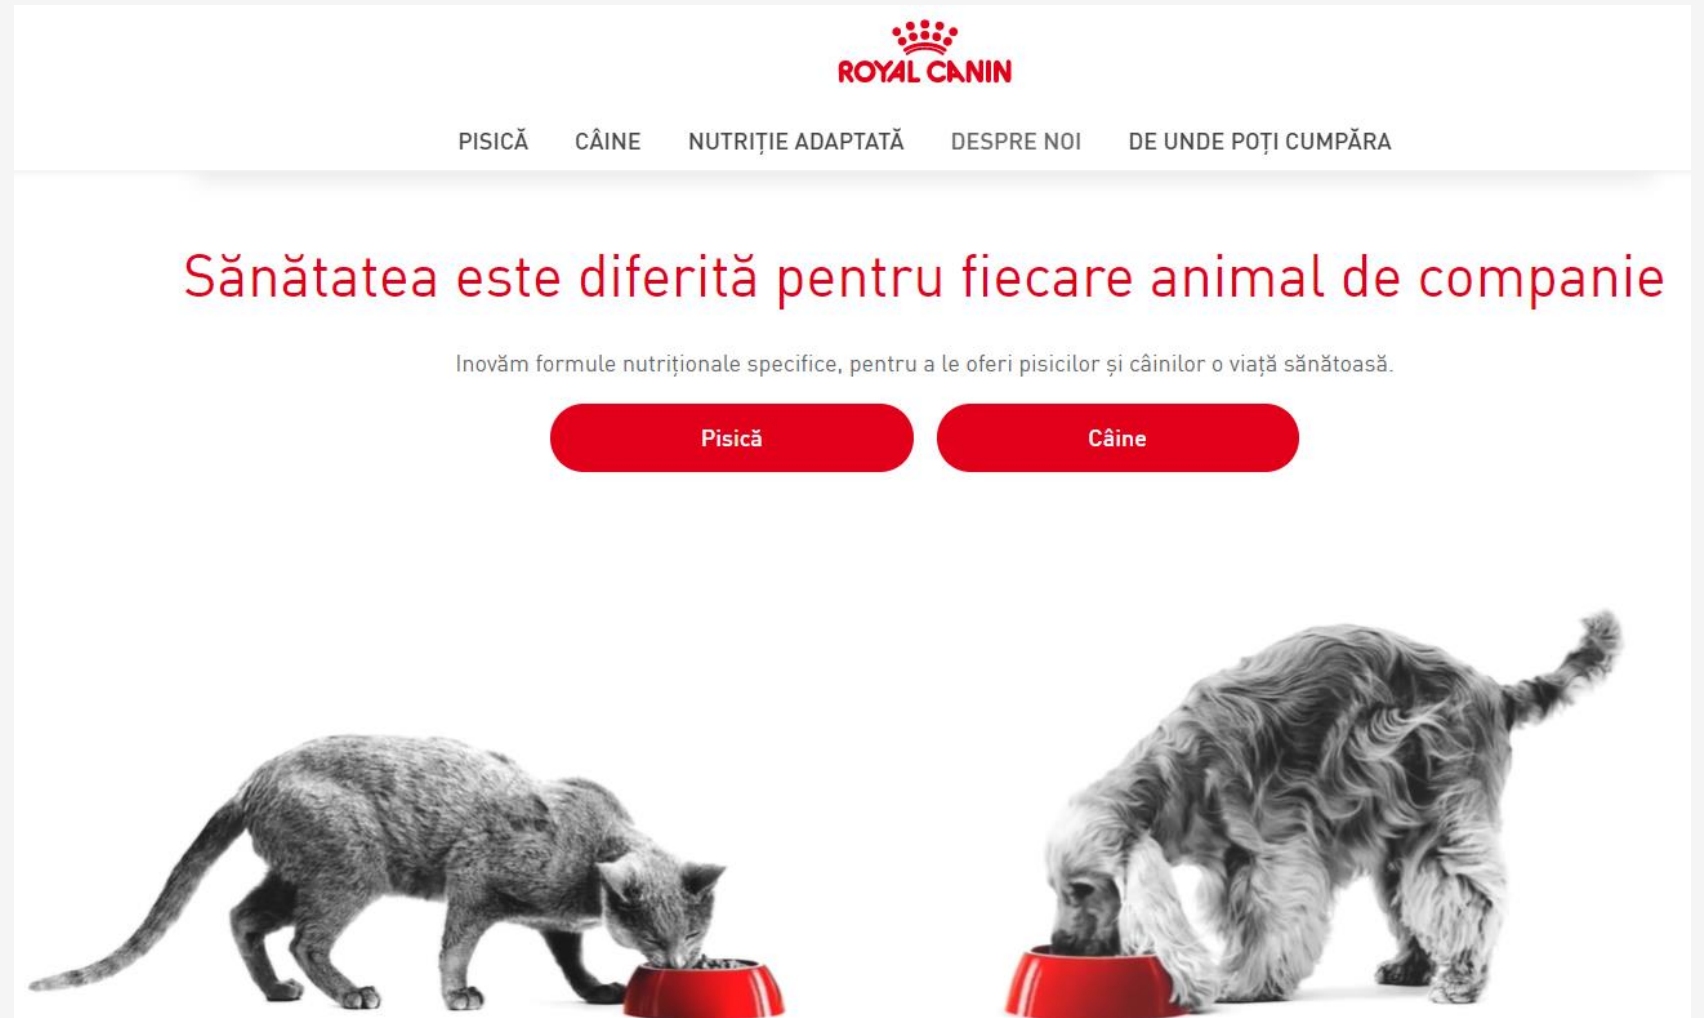 ROYAL CANIN
PISICĂ CÂINE NUTRIȚIE ADAPTATĂ DESPRE NOI DE UNDE POȚI CUMPĂRA
Sănătatea este diferită pentru fiecare animal de companie
Inovăm formule nutriționale specifice, pentru a le oferi pisicilor și câinilor o viață sănătoasă.
Pisică Câine